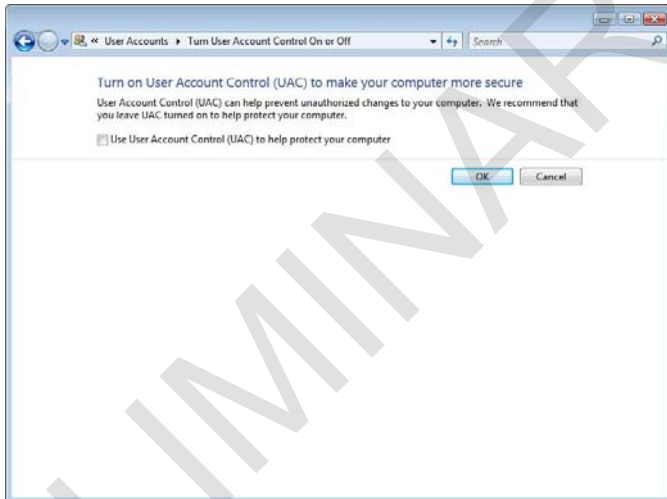 « User Accounts ▸ Turn User Account Control On or Off
Search
Turn on User Account Control (UAC) to make your computer more secure
User Account Control (UAC) can help prevent unauthorized changes to your computer. We recommend that
you leave UAC turned on to help protect your computer.
Use User Account Control (UAC) to help protect your computer
OK
Cancel
LIMINAR